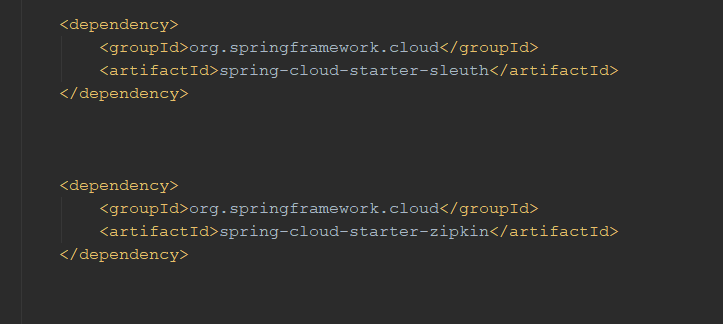 <dependency>
<groupId>org.springframework.cloud</groupId>
<artifactId>spring-cloud-starter-sleuth</artifactId>
</dependency>
<dependency>
<groupId>org.springframework.cloud</groupId>
<artifactId>spring-cloud-starter-zipkin</artifactId>
</dependency>